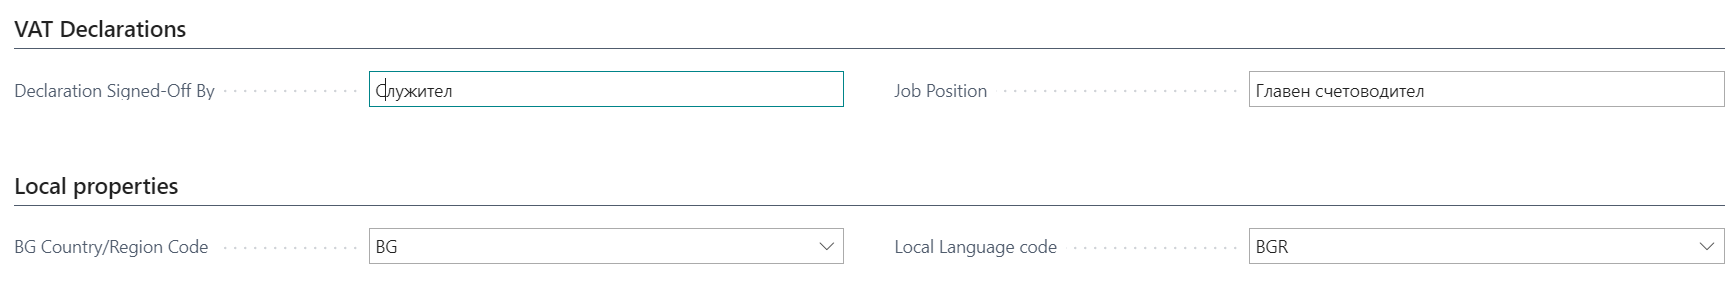 VAT Declarations
Declaration Signed-Off By Служител Job Position Главен счетоводител
Local properties
BG Country/Region Code BG Local Language code BGR